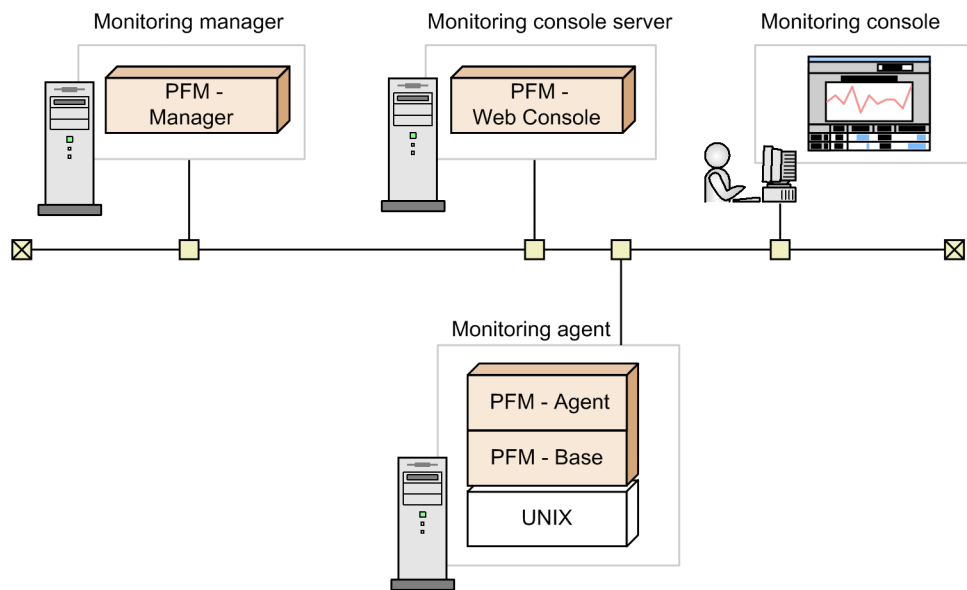 Monitoring manager
Monitoring console server
Monitoring console
PFM -
Manager
PFM -
Web Console
Monitoring agent
PFM - Agent
PFM - Base
UNIX